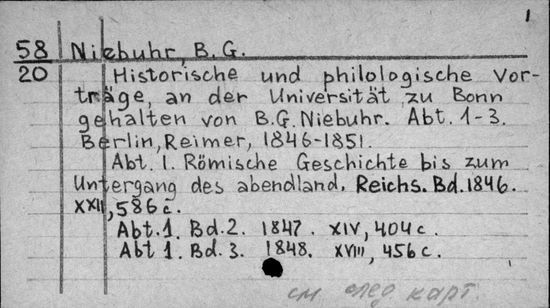 1
58 Niebuhr, B.G.
20 Historische und philologische Vor-
träge, an der Universität zu Bonn
gehalten von B.G. Niebuhr. Abt. 1-3.
Berlin, Reimer, 1846-1851.
Abt. 1. Römische Geschichte bis zum
Untergang des abendland. Reichs. Bd. 1846.
XXII, 586 с.
Abt. 1. Bd. 2. 1847. XIV, 404 с.
Abt 1. Bd. 3. 1848. XVIII, 456 с.
см след карт